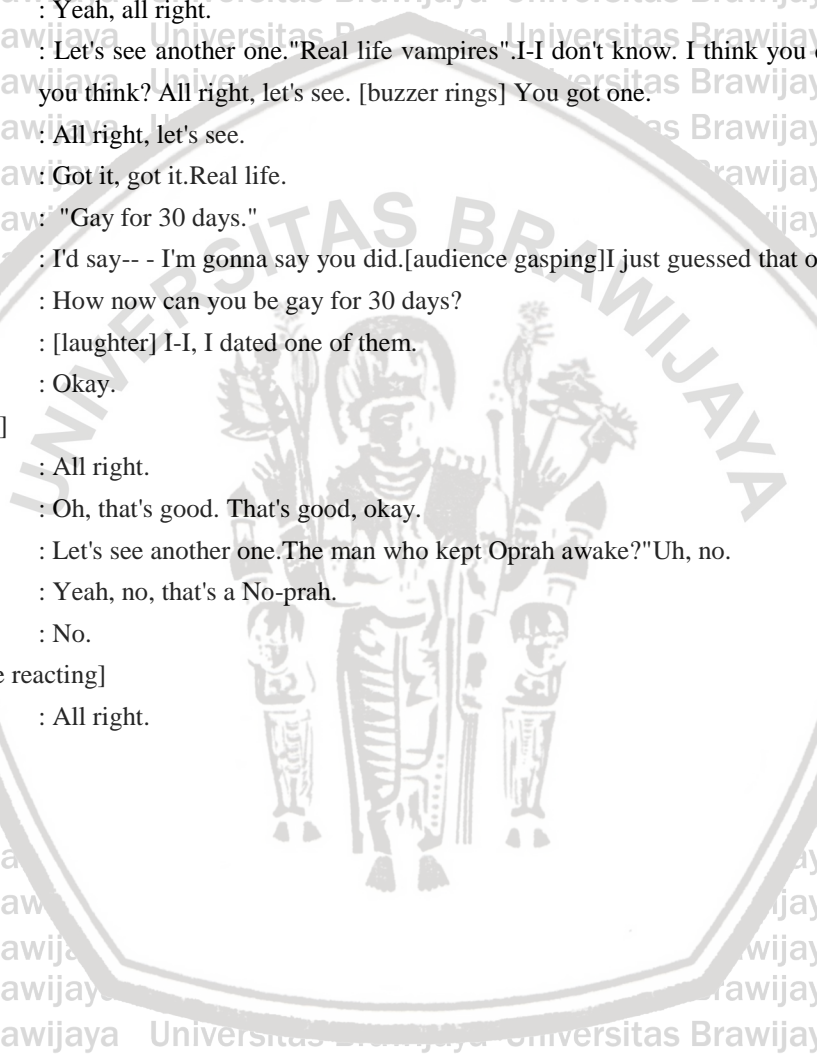 : Yeah, all right.
: Let's see another one."Real life vampires".I-I don't know. I think you
you think? All right, let's see. [buzzer rings] You got one.
: All right, let's see.
: Got it, got it.Real life.
: "Gay for 30 days."
: I'd say-- - I'm gonna say you did.[audience gasping]I just guessed that
: How now can you be gay for 30 days?
: [laughter] I-I, I dated one of them.
: Okay.
]
: All right.
: Oh, that's good. That's good, okay.
: Let's see another one.The man who kept Oprah awake?"Uh, no.
: Yeah, no, that's a No-prah.
: No.
reacting]
: All right.
UNIVERSITAS BRAWIJAYA